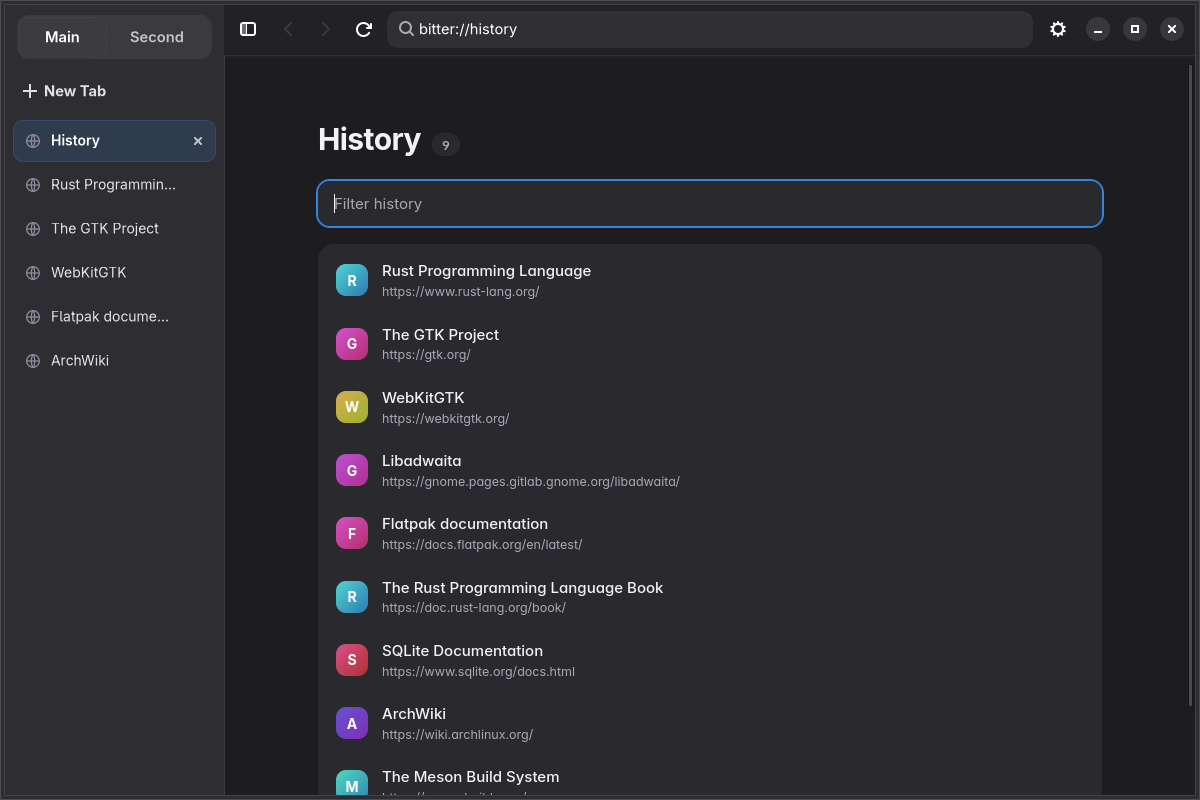 Main
Second
New Tab
History
Rust Programmin...
The GTK Project
WebKitGTK
Flatpak docume...
ArchWiki
bitter://history
History
9
Filter history
R
Rust Programming Language
https://www.rust-lang.org/
G
The GTK Project
https://gtk.org/
W
WebKitGTK
https://webkitgtk.org/
G
Libadwaita
https://gnome.pages.gitlab.gnome.org/libadwaita/
F
Flatpak documentation
https://docs.flatpak.org/en/latest/
R
The Rust Programming Language Book
https://doc.rust-lang.org/book/
S
SQLite Documentation
https://www.sqlite.org/docs.html
A
ArchWiki
https://wiki.archlinux.org/
M
The Meson Build System